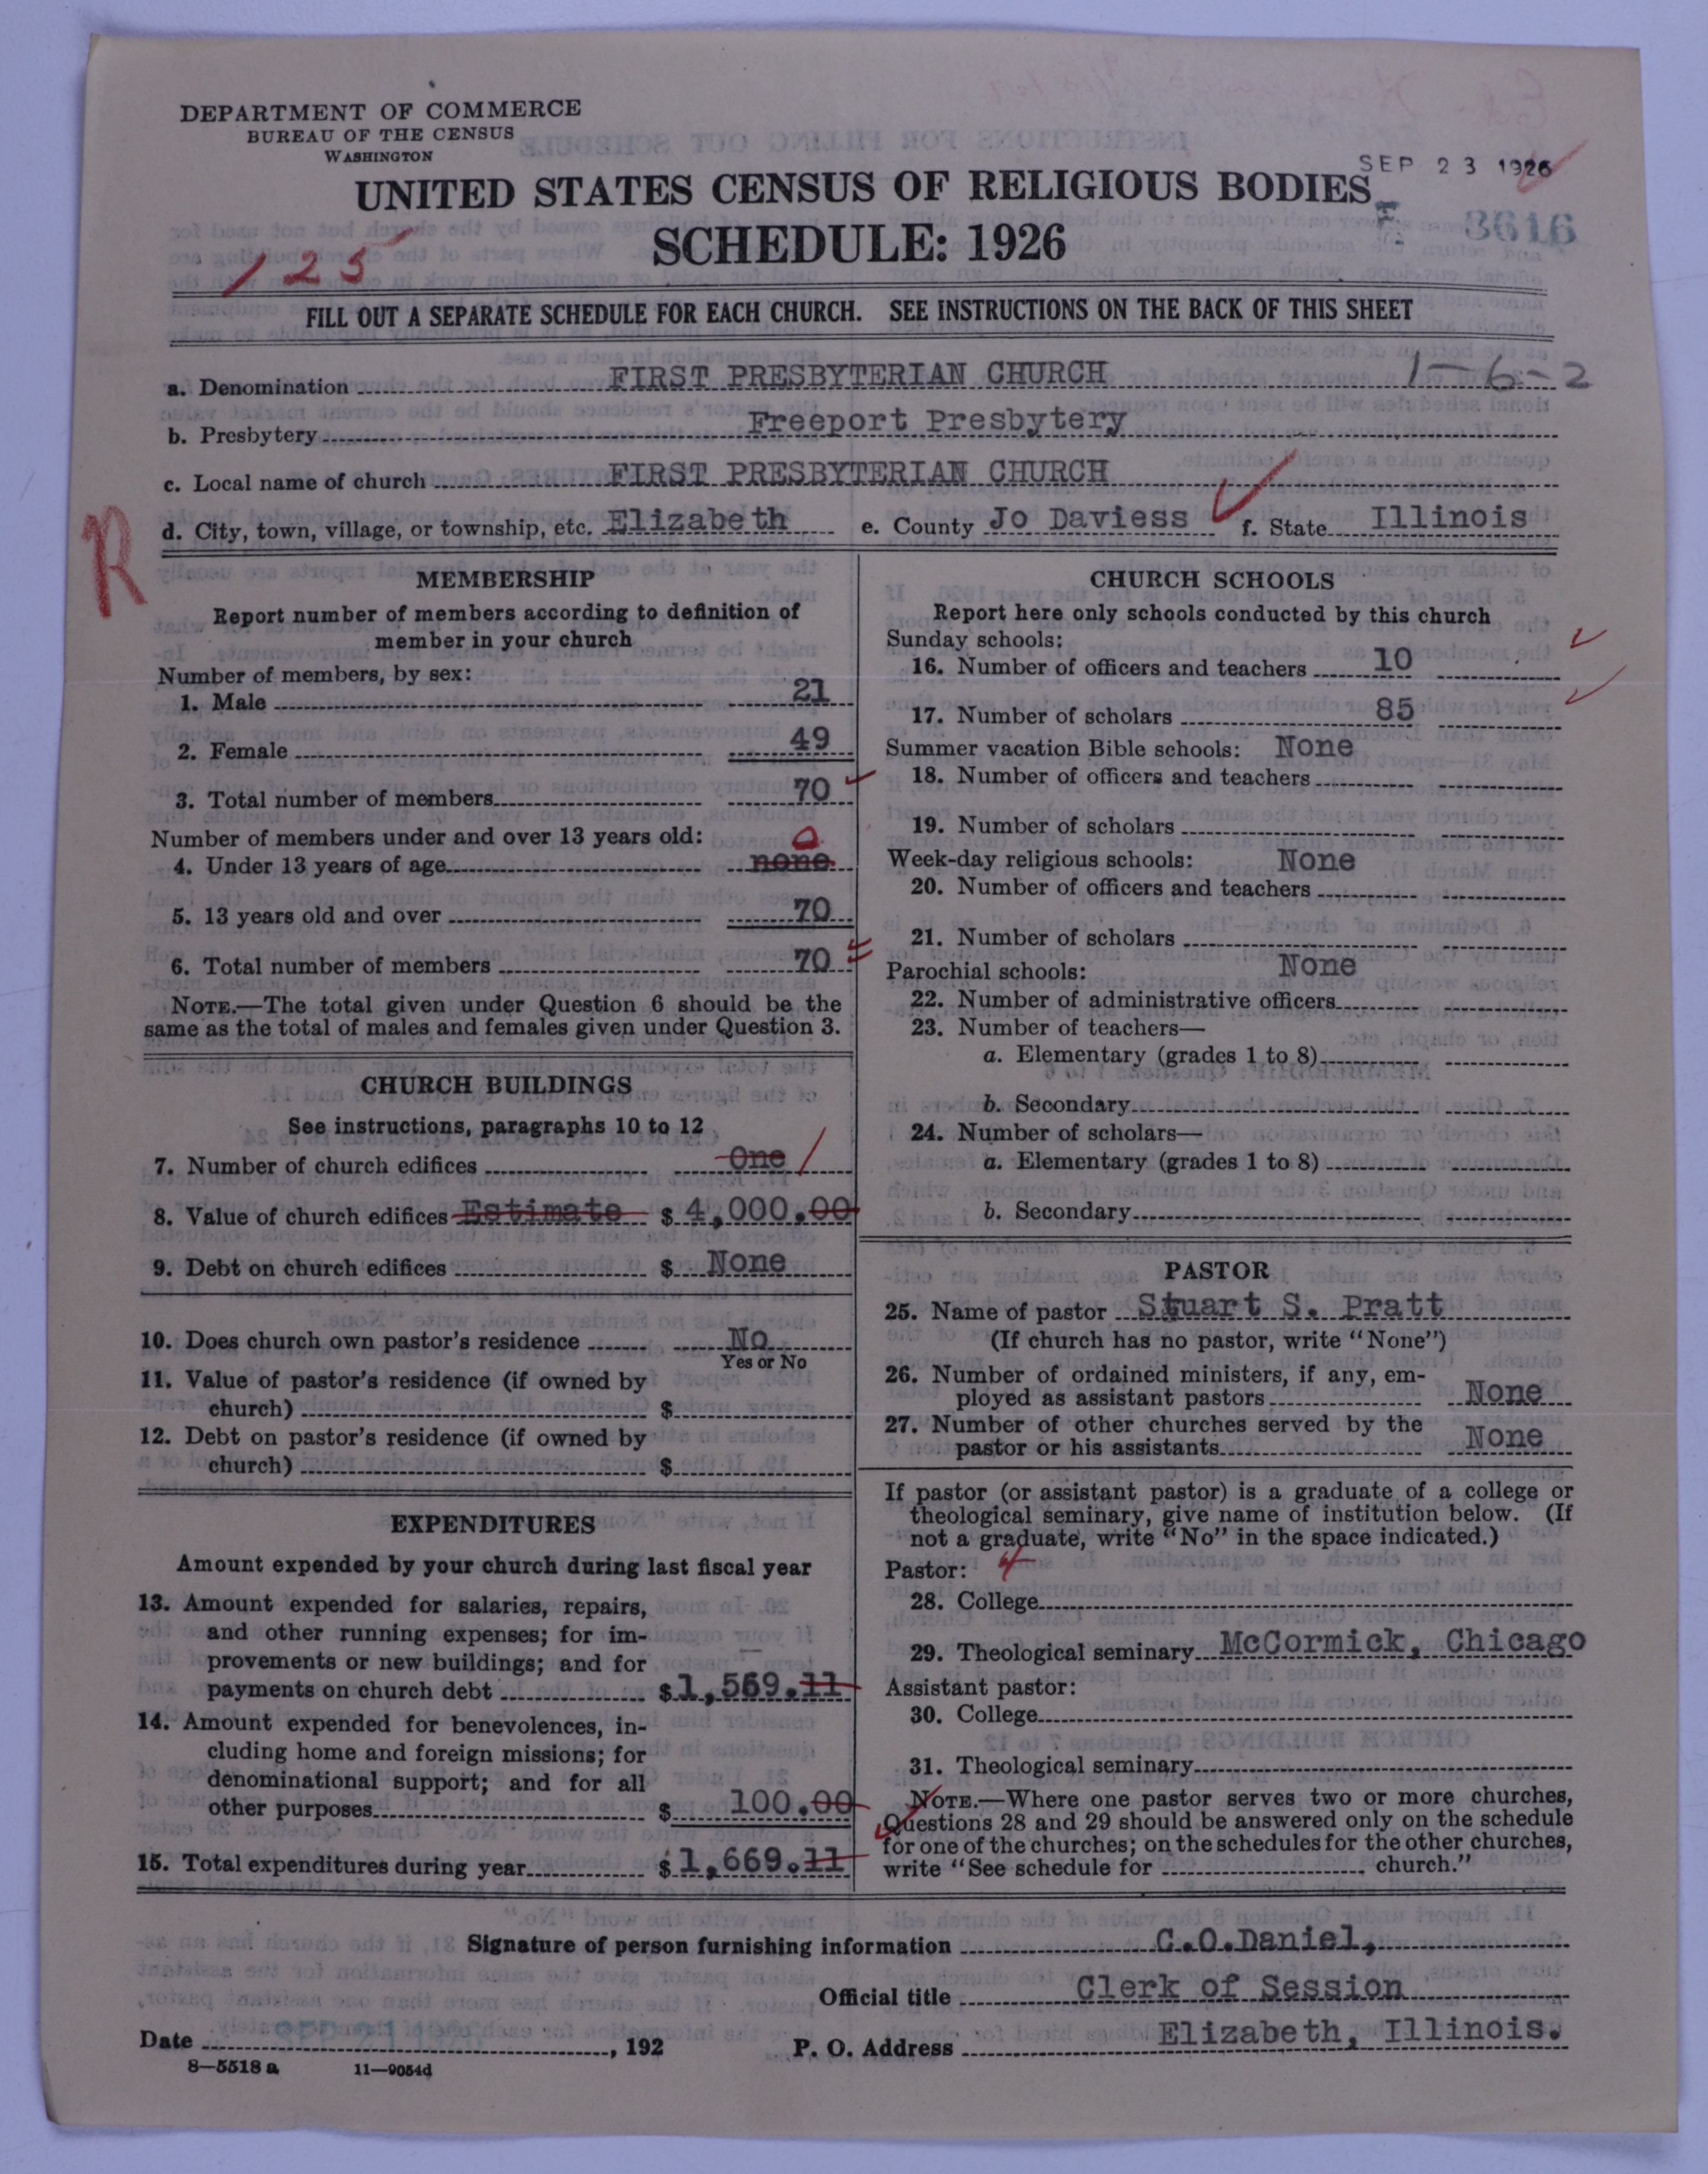 DEPARTMENT OF COMMERCE
BUREAU OF THE CENSUS
WASHINGTON
SEP 23 1926
UNITED STATES CENSUS OF RELIGIOUS BODIES
3616
SCHEDULE: 1926
125
FILL OUT A SEPARATE SCHEDULE FOR EACH CHURCH. SEE INSTRUCTIONS ON THE BACK OF THIS SHEET
a. Denomination FIRST PRESBYTERIAN CHURCH 1-6-2
b. Presbytery Freeport Presbytery
c. Local name of church FIRST PRESBYTERIAN CHURCH
R
d. City, town, village, or township, etc. Elizabeth e. County Jo Daviess f. State Illinois
MEMBERSHIP
Report number of members according to definition of
member in your church
Number of members, by sex:
1. Male 21
2. Female 49
3. Total number of members 70
Number of members under and over 13 years old: 0
4. Under 13 years of age none
5. 13 years old and over 70
6. Total number of members 70
NOTE.—The total given under Question 6 should be the
same as the total of males and females given under Question 3.
CHURCH BUILDINGS
See instructions, paragraphs 10 to 12
7. Number of church edifices One /
8. Value of church edifices Estimate $ 4,000.00
9. Debt on church edifices $ None
10. Does church own pastor's residence No
Yes or No
11. Value of pastor's residence (if owned by
church) $
12. Debt on pastor's residence (if owned by
church) $
EXPENDITURES
Amount expended by your church during last fiscal year
13. Amount expended for salaries, repairs,
and other running expenses; for im-
provements or new buildings; and for
payments on church debt $1,569.11
14. Amount expended for benevolences, in-
cluding home and foreign missions; for
denominational support; and for all
other purposes $ 100.00
15. Total expenditures during year $1,669.11
CHURCH SCHOOLS
Report here only schools conducted by this church
Sunday schools:
16. Number of officers and teachers 10
17. Number of scholars 85
Summer vacation Bible schools: None
18. Number of officers and teachers
19. Number of scholars
Week-day religious schools: None
20. Number of officers and teachers
21. Number of scholars
Parochial schools: None
22. Number of administrative officers
23. Number of teachers—
a. Elementary (grades 1 to 8)
b. Secondary
24. Number of scholars—
a. Elementary (grades 1 to 8)
b. Secondary
PASTOR
25. Name of pastor Stuart S. Pratt
(If church has no pastor, write "None")
26. Number of ordained ministers, if any, em-
ployed as assistant pastors None
27. Number of other churches served by the
pastor or his assistants None
If pastor (or assistant pastor) is a graduate of a college or
theological seminary, give name of institution below. (If
not a graduate, write "No" in the space indicated.)
Pastor: 4
28. College
29. Theological seminary McCormick, Chicago
Assistant pastor:
30. College
31. Theological seminary
NOTE.—Where one pastor serves two or more churches,
Questions 28 and 29 should be answered only on the schedule
for one of the churches; on the schedules for the other churches,
write "See schedule for church."
Signature of person furnishing information C.O.Daniel,
Official title Clerk of Session
Date , 192
P. O. Address Elizabeth, Illinois.
8—5518 a 11—9054d